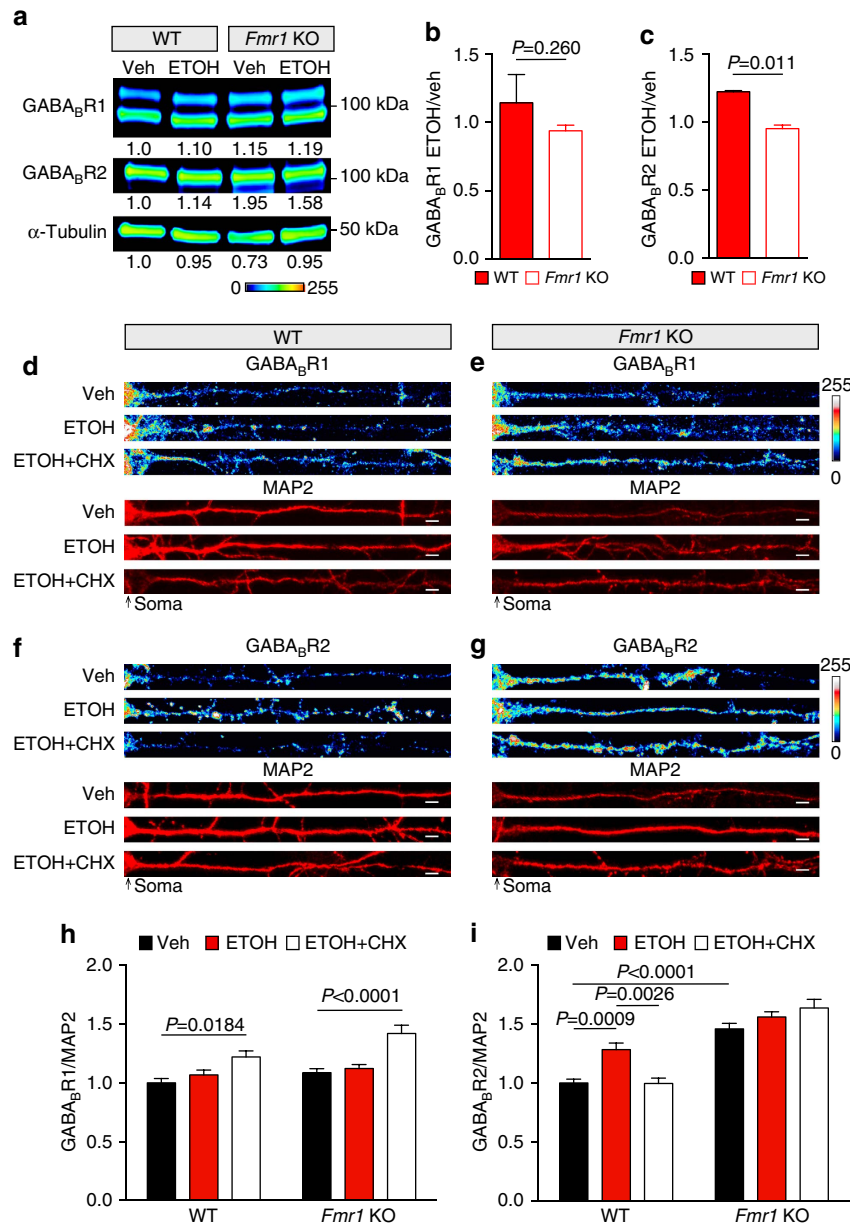 a
WT Fmr1 KO
Veh ETOH Veh ETOH
GABABR1
100 kDa
1.0 1.10 1.15 1.19
GABABR2
100 kDa
1.0 1.14 1.95 1.58
α-Tubulin
50 kDa
1.0 0.95 0.73 0.95
0 255
b
P=0.260
GABABR1 ETOH/veh
1.5
1.0
0.5
0.0
WT Fmr1 KO
c
P=0.011
GABABR2 ETOH/veh
1.5
1.0
0.5
0.0
WT Fmr1 KO
WT
d
GABABR1
Veh
ETOH
ETOH+CHX
MAP2
Veh
ETOH
ETOH+CHX
↑ Soma
Fmr1 KO
e
GABABR1
255
0
MAP2
↑ Soma
f
GABABR2
Veh
ETOH
ETOH+CHX
MAP2
Veh
ETOH
ETOH+CHX
↑ Soma
g
GABABR2
255
0
MAP2
↑ Soma
h
Veh ETOH ETOH+CHX
GABABR1/MAP2
2.0
1.5
1.0
0.5
0.0
P=0.0184
P<0.0001
WT Fmr1 KO
i
Veh ETOH ETOH+CHX
GABABR2/MAP2
2.0
1.5
1.0
0.5
0.0
P<0.0001
P=0.0026
P=0.0009
WT Fmr1 KO